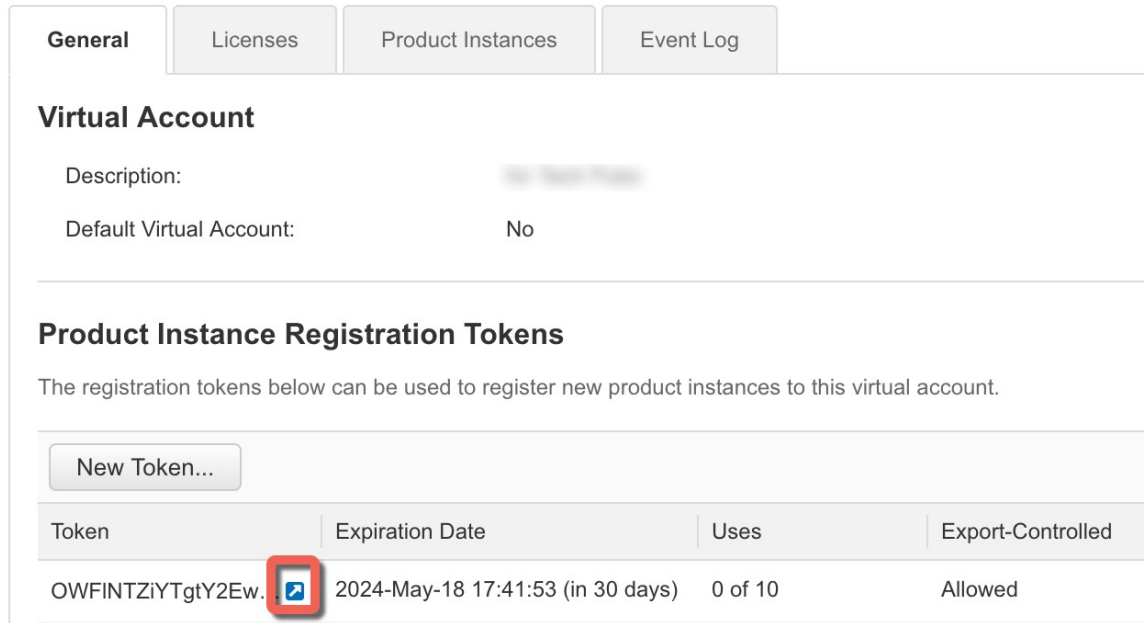 General Licenses Product Instances Event Log
Virtual Account
Description:
Default Virtual Account: No
Product Instance Registration Tokens
The registration tokens below can be used to register new product instances to this virtual account.
New Token...
Token Expiration Date Uses Export-Controlled
OWFINTZiYTgtY2Ew... 2024-May-18 17:41:53 (in 30 days) 0 of 10 Allowed